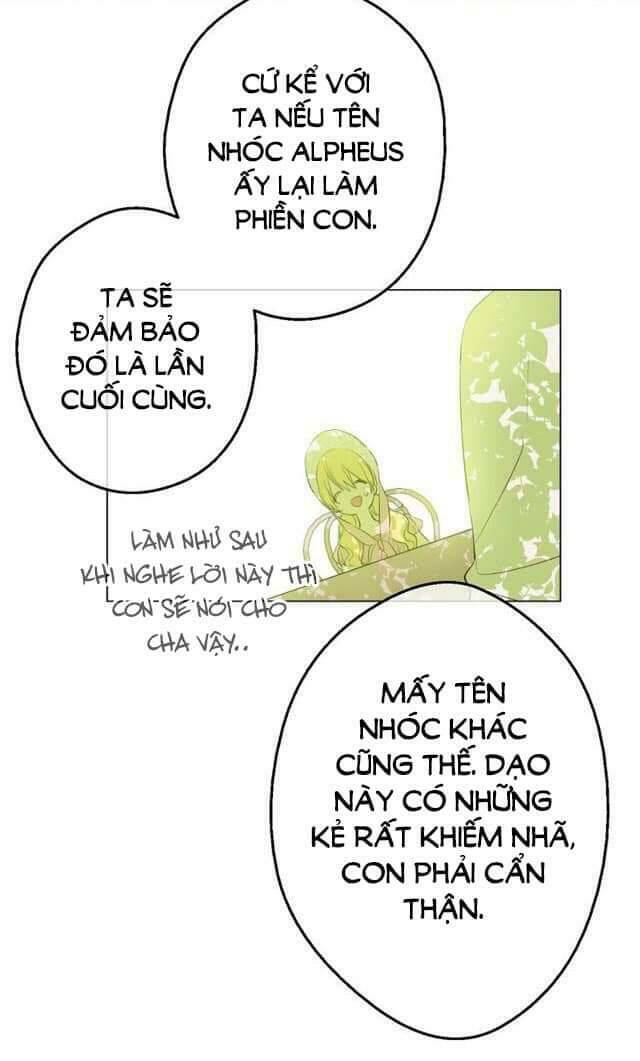 CỨ KỂ VỚI
TA NẾU TÊN
NHÓC ALPHEUS
ẤY LẠI LÀM
PHIỀN CON.
TA SẼ
ĐẢM BẢO
ĐÓ LÀ LẦN
CUỐI CÙNG.
LÀM NHƯ SAU
KHI NGHE LỜI NÀY THÌ
CON SẼ NÓI CHO
CHA VẬY..
MẤY TÊN
NHÓC KHÁC
CŨNG THẾ. DẠO
NÀY CÓ NHỮNG
KẺ RẤT KHIẾM NHÃ,
CON PHẢI CẨN
THẬN.